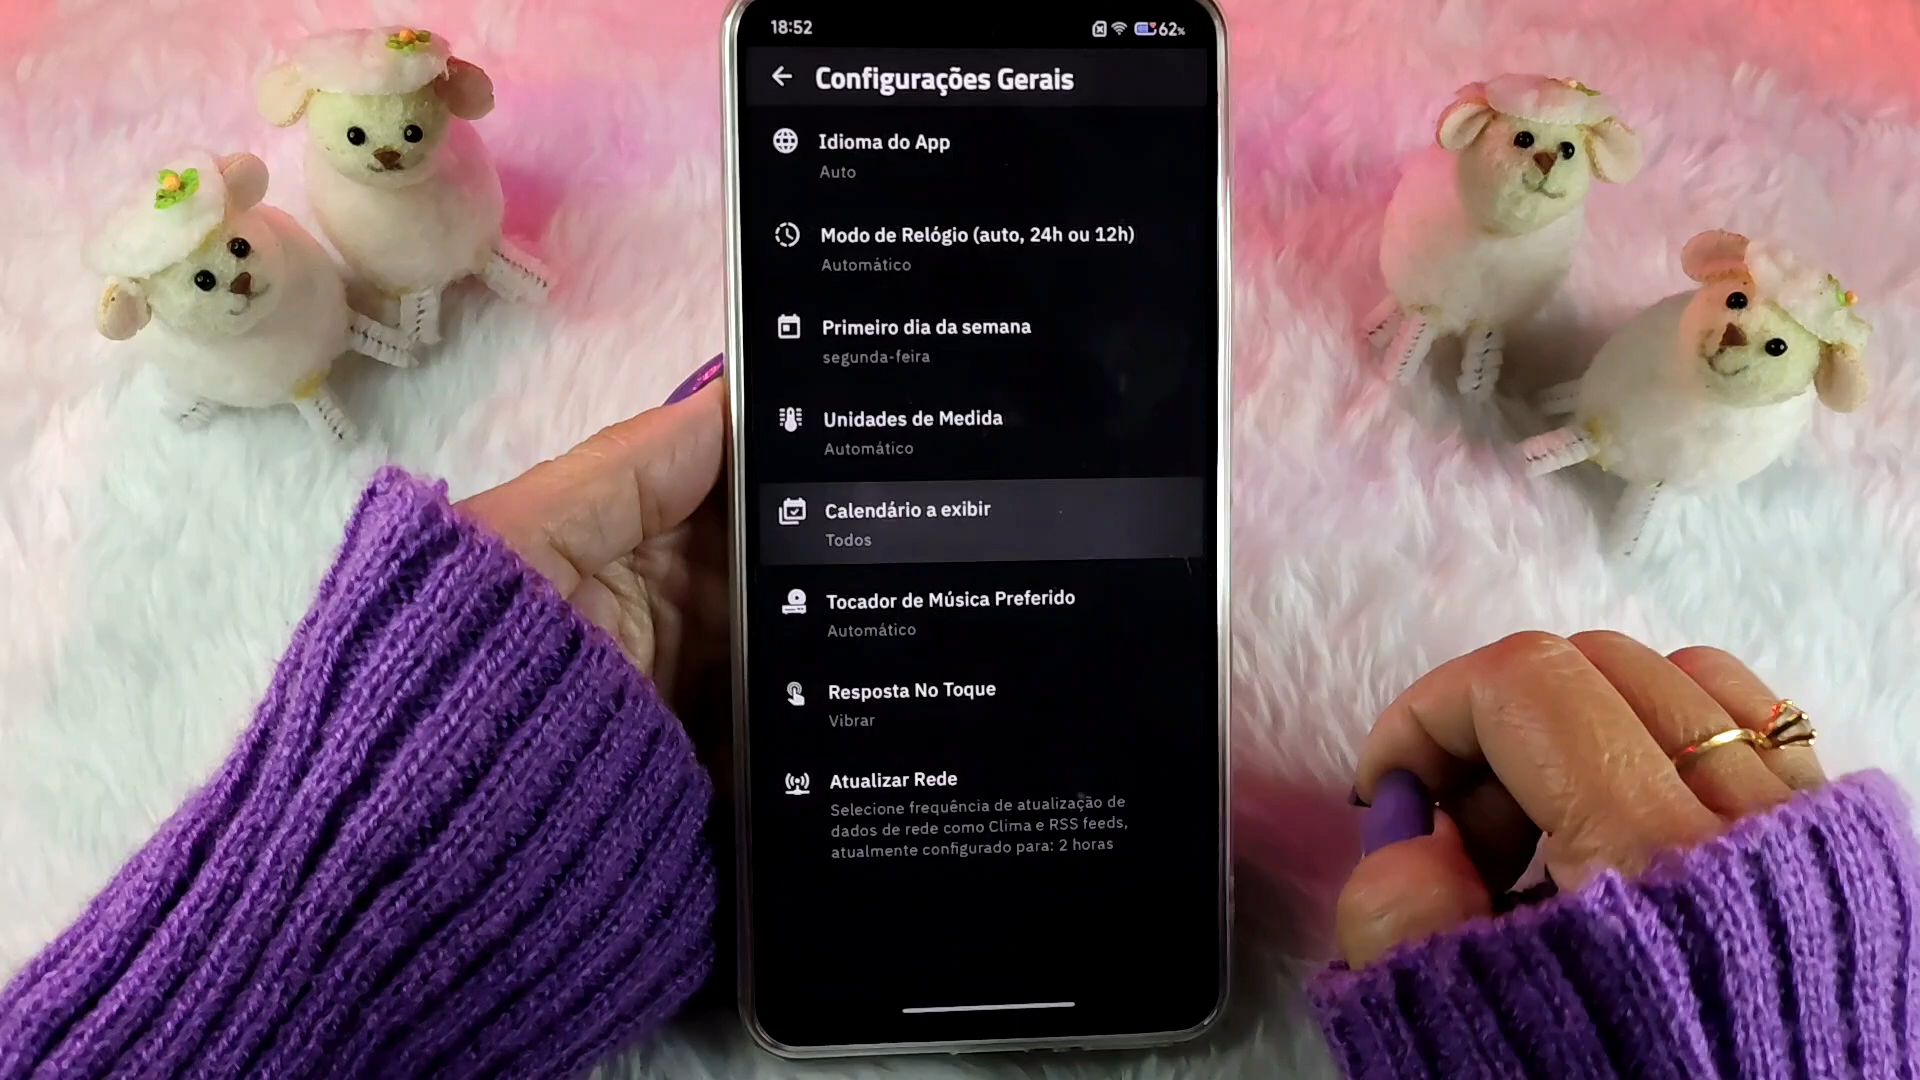 18:52
62%
Configurações Gerais
Idioma do App
Auto
Modo de Relógio (auto, 24h ou 12h)
Automático
Primeiro dia da semana
segunda-feira
Unidades de Medida
Automático
Calendário a exibir
Todos
Tocador de Música Preferido
Automático
Resposta No Toque
Vibrar
Atualizar Rede
Selecione frequência de atualização de
dados de rede como Clima e RSS feeds,
atualmente configurado para: 2 horas